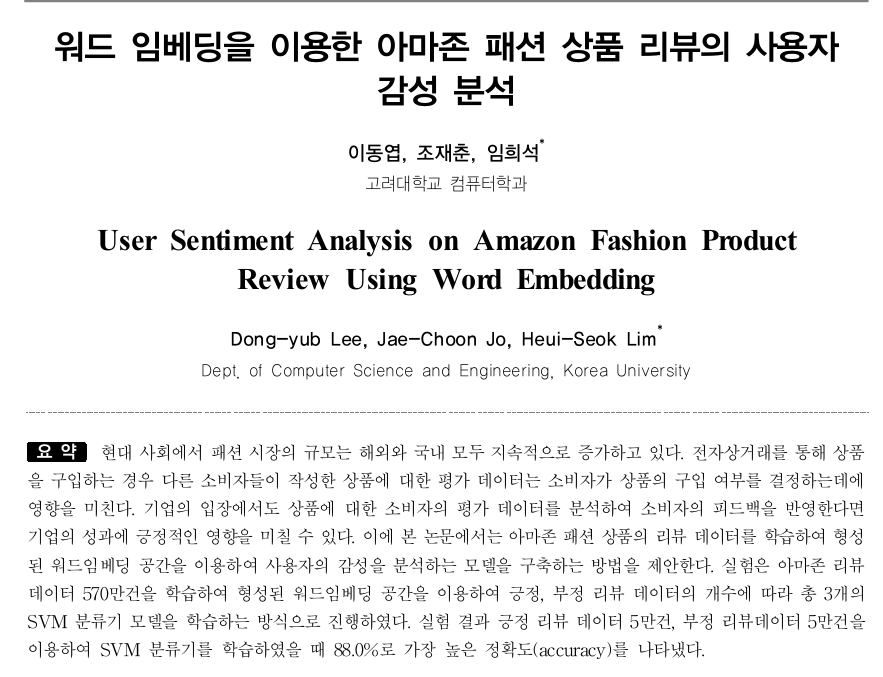 워드 임베딩을 이용한 아마존 패션 상품 리뷰의 사용자
감성 분석
이동엽, 조재춘, 임희석*
고려대학교 컴퓨터학과
User Sentiment Analysis on Amazon Fashion Product
Review Using Word Embedding
Dong-yub Lee, Jae-Choon Jo, Heui-Seok Lim*
Dept. of Computer Science and Engineering, Korea University
요 약 현대 사회에서 패션 시장의 규모는 해외와 국내 모두 지속적으로 증가하고 있다. 전자상거래를 통해 상품
을 구입하는 경우 다른 소비자들이 작성한 상품에 대한 평가 데이터는 소비자가 상품의 구입 여부를 결정하는데에
영향을 미친다. 기업의 입장에서도 상품에 대한 소비자의 평가 데이터를 분석하여 소비자의 피드백을 반영한다면
기업의 성과에 긍정적인 영향을 미칠 수 있다. 이에 본 논문에서는 아마존 패션 상품의 리뷰 데이터를 학습하여 형성
된 워드임베딩 공간을 이용하여 사용자의 감성을 분석하는 모델을 구축하는 방법을 제안한다. 실험은 아마존 리뷰
데이터 570만건을 학습하여 형성된 워드임베딩 공간을 이용하여 긍정, 부정 리뷰 데이터의 개수에 따라 총 3개의
SVM 분류기 모델을 학습하는 방식으로 진행하였다. 실험 결과 긍정 리뷰 데이터 5만건, 부정 리뷰데이터 5만건을
이용하여 SVM 분류기를 학습하였을 때 88.0%로 가장 높은 정확도(accuracy)를 나타냈다.